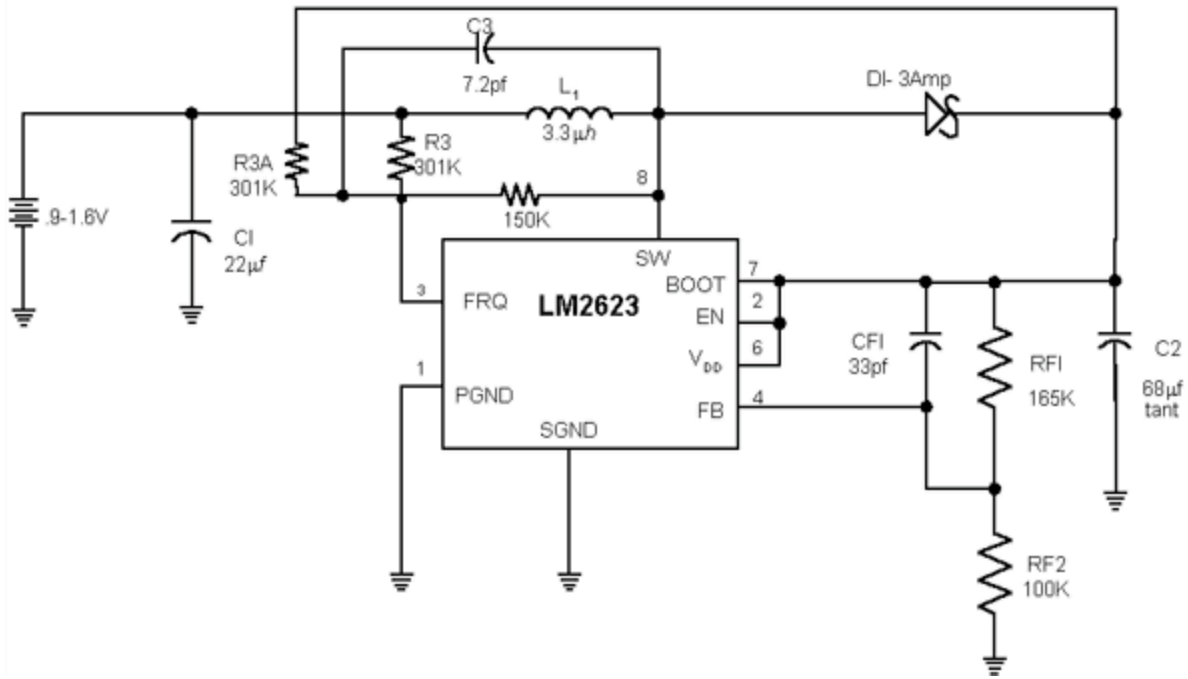 C3
7.2pf
L1
3.3μh
DI- 3Amp
R3A
301K
R3
301K
150K
8
.9-1.6V
CI
22μf
SW
BOOT
7
EN
2
VDD
6
FB
4
3
FRQ
LM2623
1
PGND
SGND
CFI
33pf
RFI
165K
C2
68μf
tant
RF2
100K